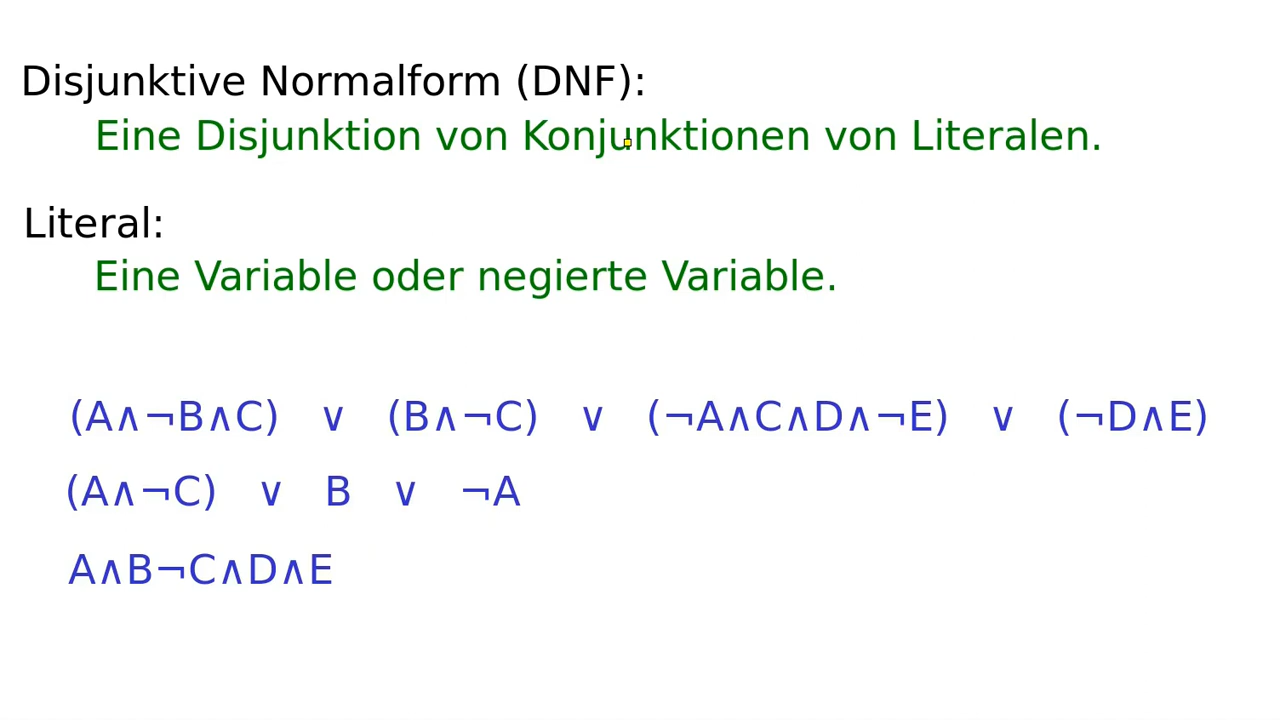 Disjunktive Normalform (DNF):
Eine Disjunktion von Konjunktionen von Literalen.
Literal:
Eine Variable oder negierte Variable.
(A∧¬B∧C) ∨ (B∧¬C) ∨ (¬A∧C∧D∧¬E) ∨ (¬D∧E)
(A∧¬C) ∨ B ∨ ¬A
A∧B¬C∧D∧E